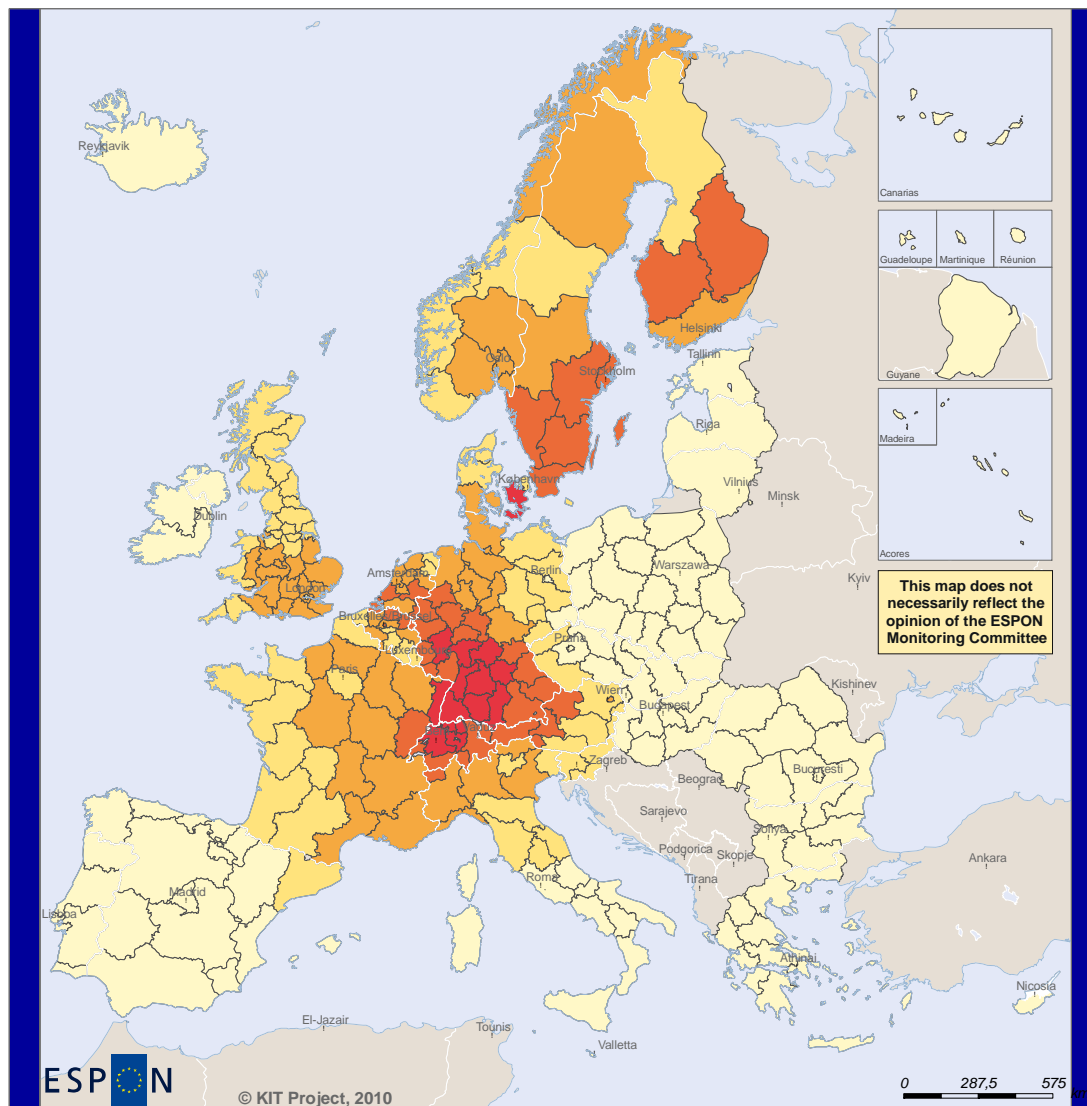 Reykjavik
Canarias
Guadeloupe
Martinique
Réunion
Helsinki
Oslo
Tallinn
Guyane
Stockholm
Riga
Madeira
København
Vilnius
Minsk
Dublin
Acores
Amsterdam
Berlin
Warszawa
Kyiv
London
This map does not
necessarily reflect the
opinion of the ESPON
Monitoring Committee
Bruxelles/Brussel
Luxembourg
Praha
Paris
Wien
Kishinev
Budapest
Zagreb
Beograd
Bucuresti
Sarajevo
Sofiya
Podgorica
Skopje
Ankara
Roma
Tirana
Madrid
Lisboa
Athinai
Nicosia
El-Jazair
Tounis
Valletta
ESPON
© KIT Project, 2010
0
287,5
575